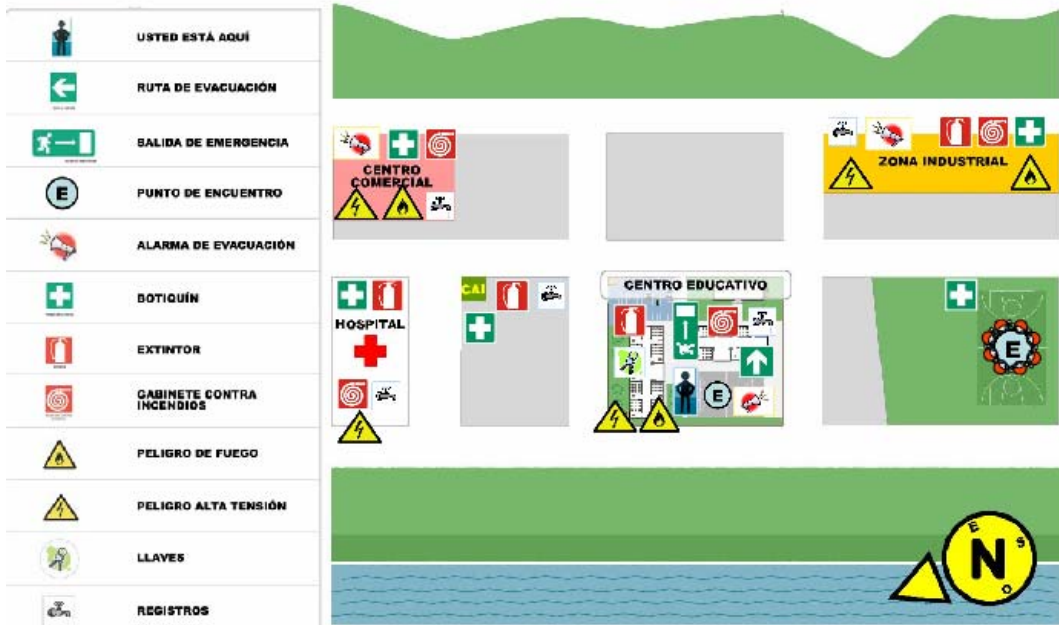 USTED ESTÁ AQUÍ
RUTA DE EVACUACIÓN
SALIDA DE EMERGENCIA
E
PUNTO DE ENCUENTRO
ALARMA DE EVACUACIÓN
BOTIQUÍN
EXTINTOR
GABINETE CONTRA
INCENDIOS
PELIGRO DE FUEGO
PELIGRO ALTA TENSIÓN
LLAVES
REGISTROS
CENTRO
COMERCIAL
ZONA INDUSTRIAL
HOSPITAL
CAI
CENTRO EDUCATIVO
E
E
E
S
N
O